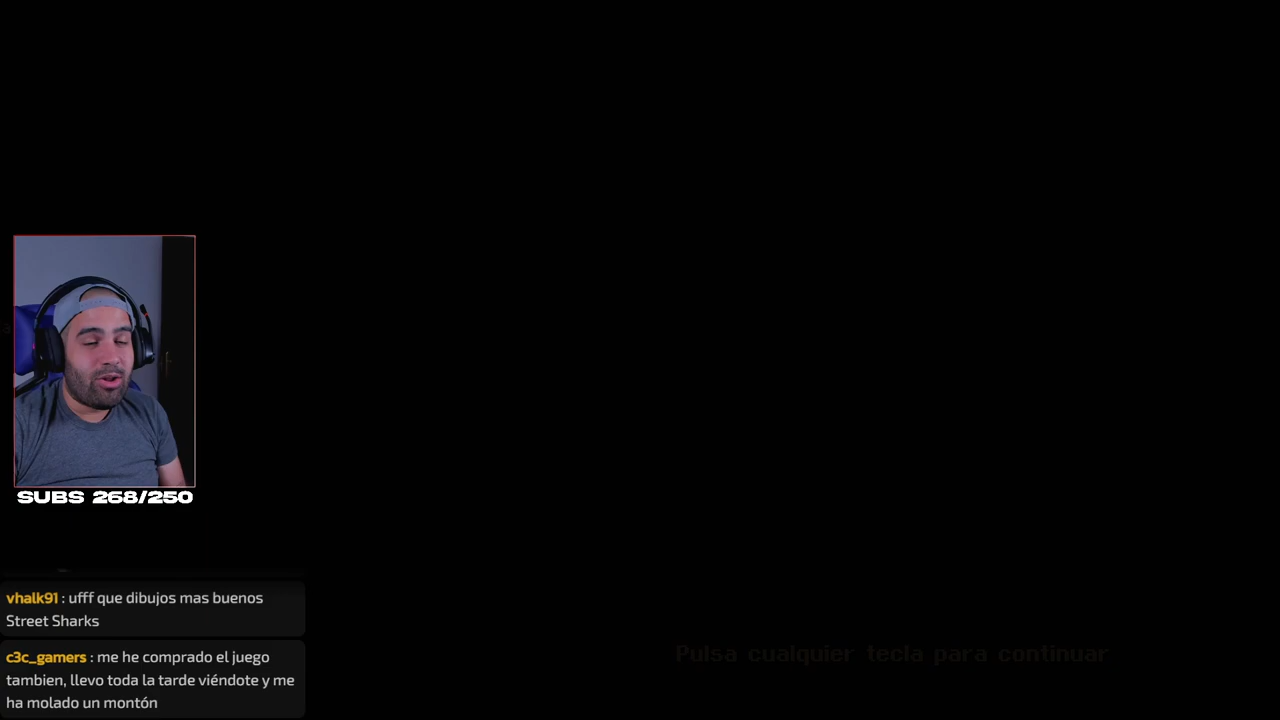 SUBS 268/250
vhalk91 : ufff que dibujos mas buenos
Street Sharks
c3c_gamers : me he comprado el juego
tambien, llevo toda la tarde viéndote y me
ha molado un montón
Pulsa cualquier tecla para continuar